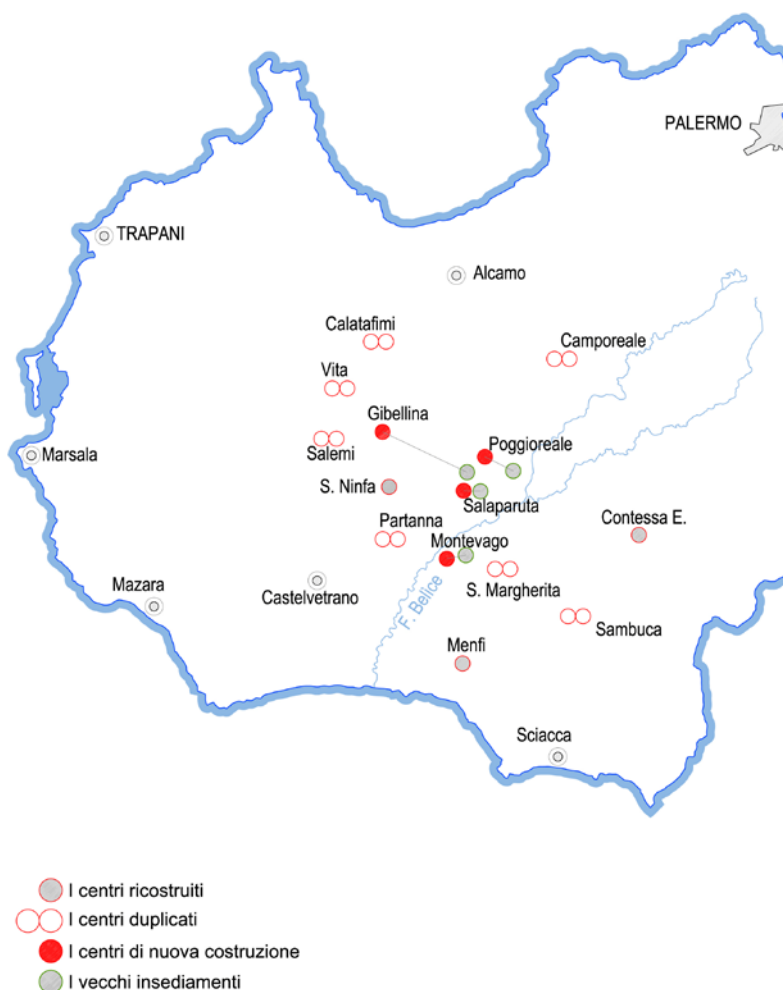 PALERMO
TRAPANI
Alcamo
Calatafimi
Camporeale
Vita
Gibellina
Poggioreale
Salemi
Marsala
S. Ninfa
Salaparuta
Contessa E.
Partanna
Montevago
S. Margherita
Castelvetrano
Mazara
F. Belice
Sambuca
Menfi
Sciacca
I centri ricostruiti
I centri duplicati
I centri di nuova costruzione
I vecchi insediamenti